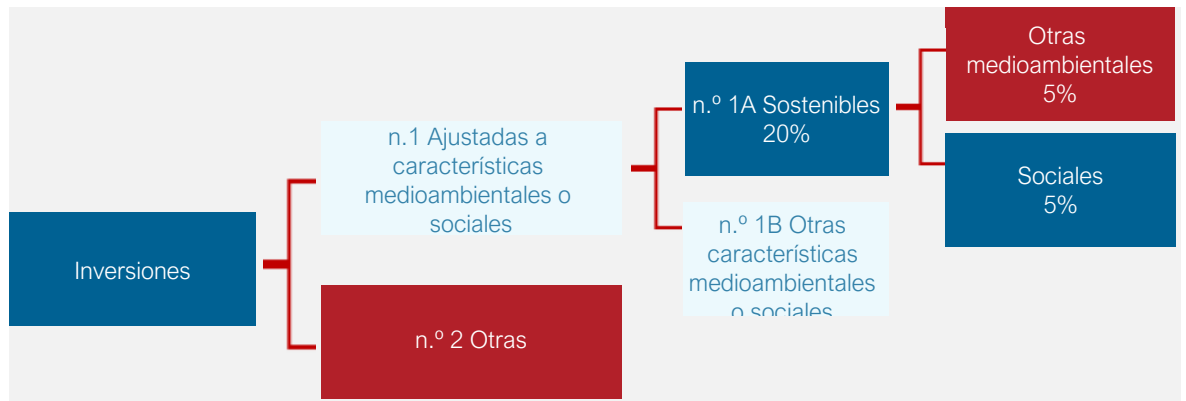 Inversiones
n.1 Ajustadas a
características
medioambientales o
sociales
n.º 2 Otras
n.º 1A Sostenibles
20%
n.º 1B Otras
características
medioambientales
o sociales
Otras
medioambientales
5%
Sociales
5%